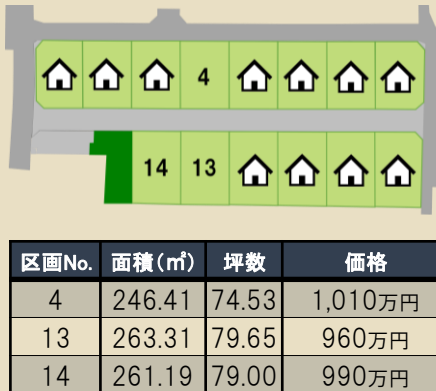 4
14 13
区画No. 面積(㎡) 坪数 価格
4 246.41 74.53 1,010万円
13 263.31 79.65 960万円
14 261.19 79.00 990万円